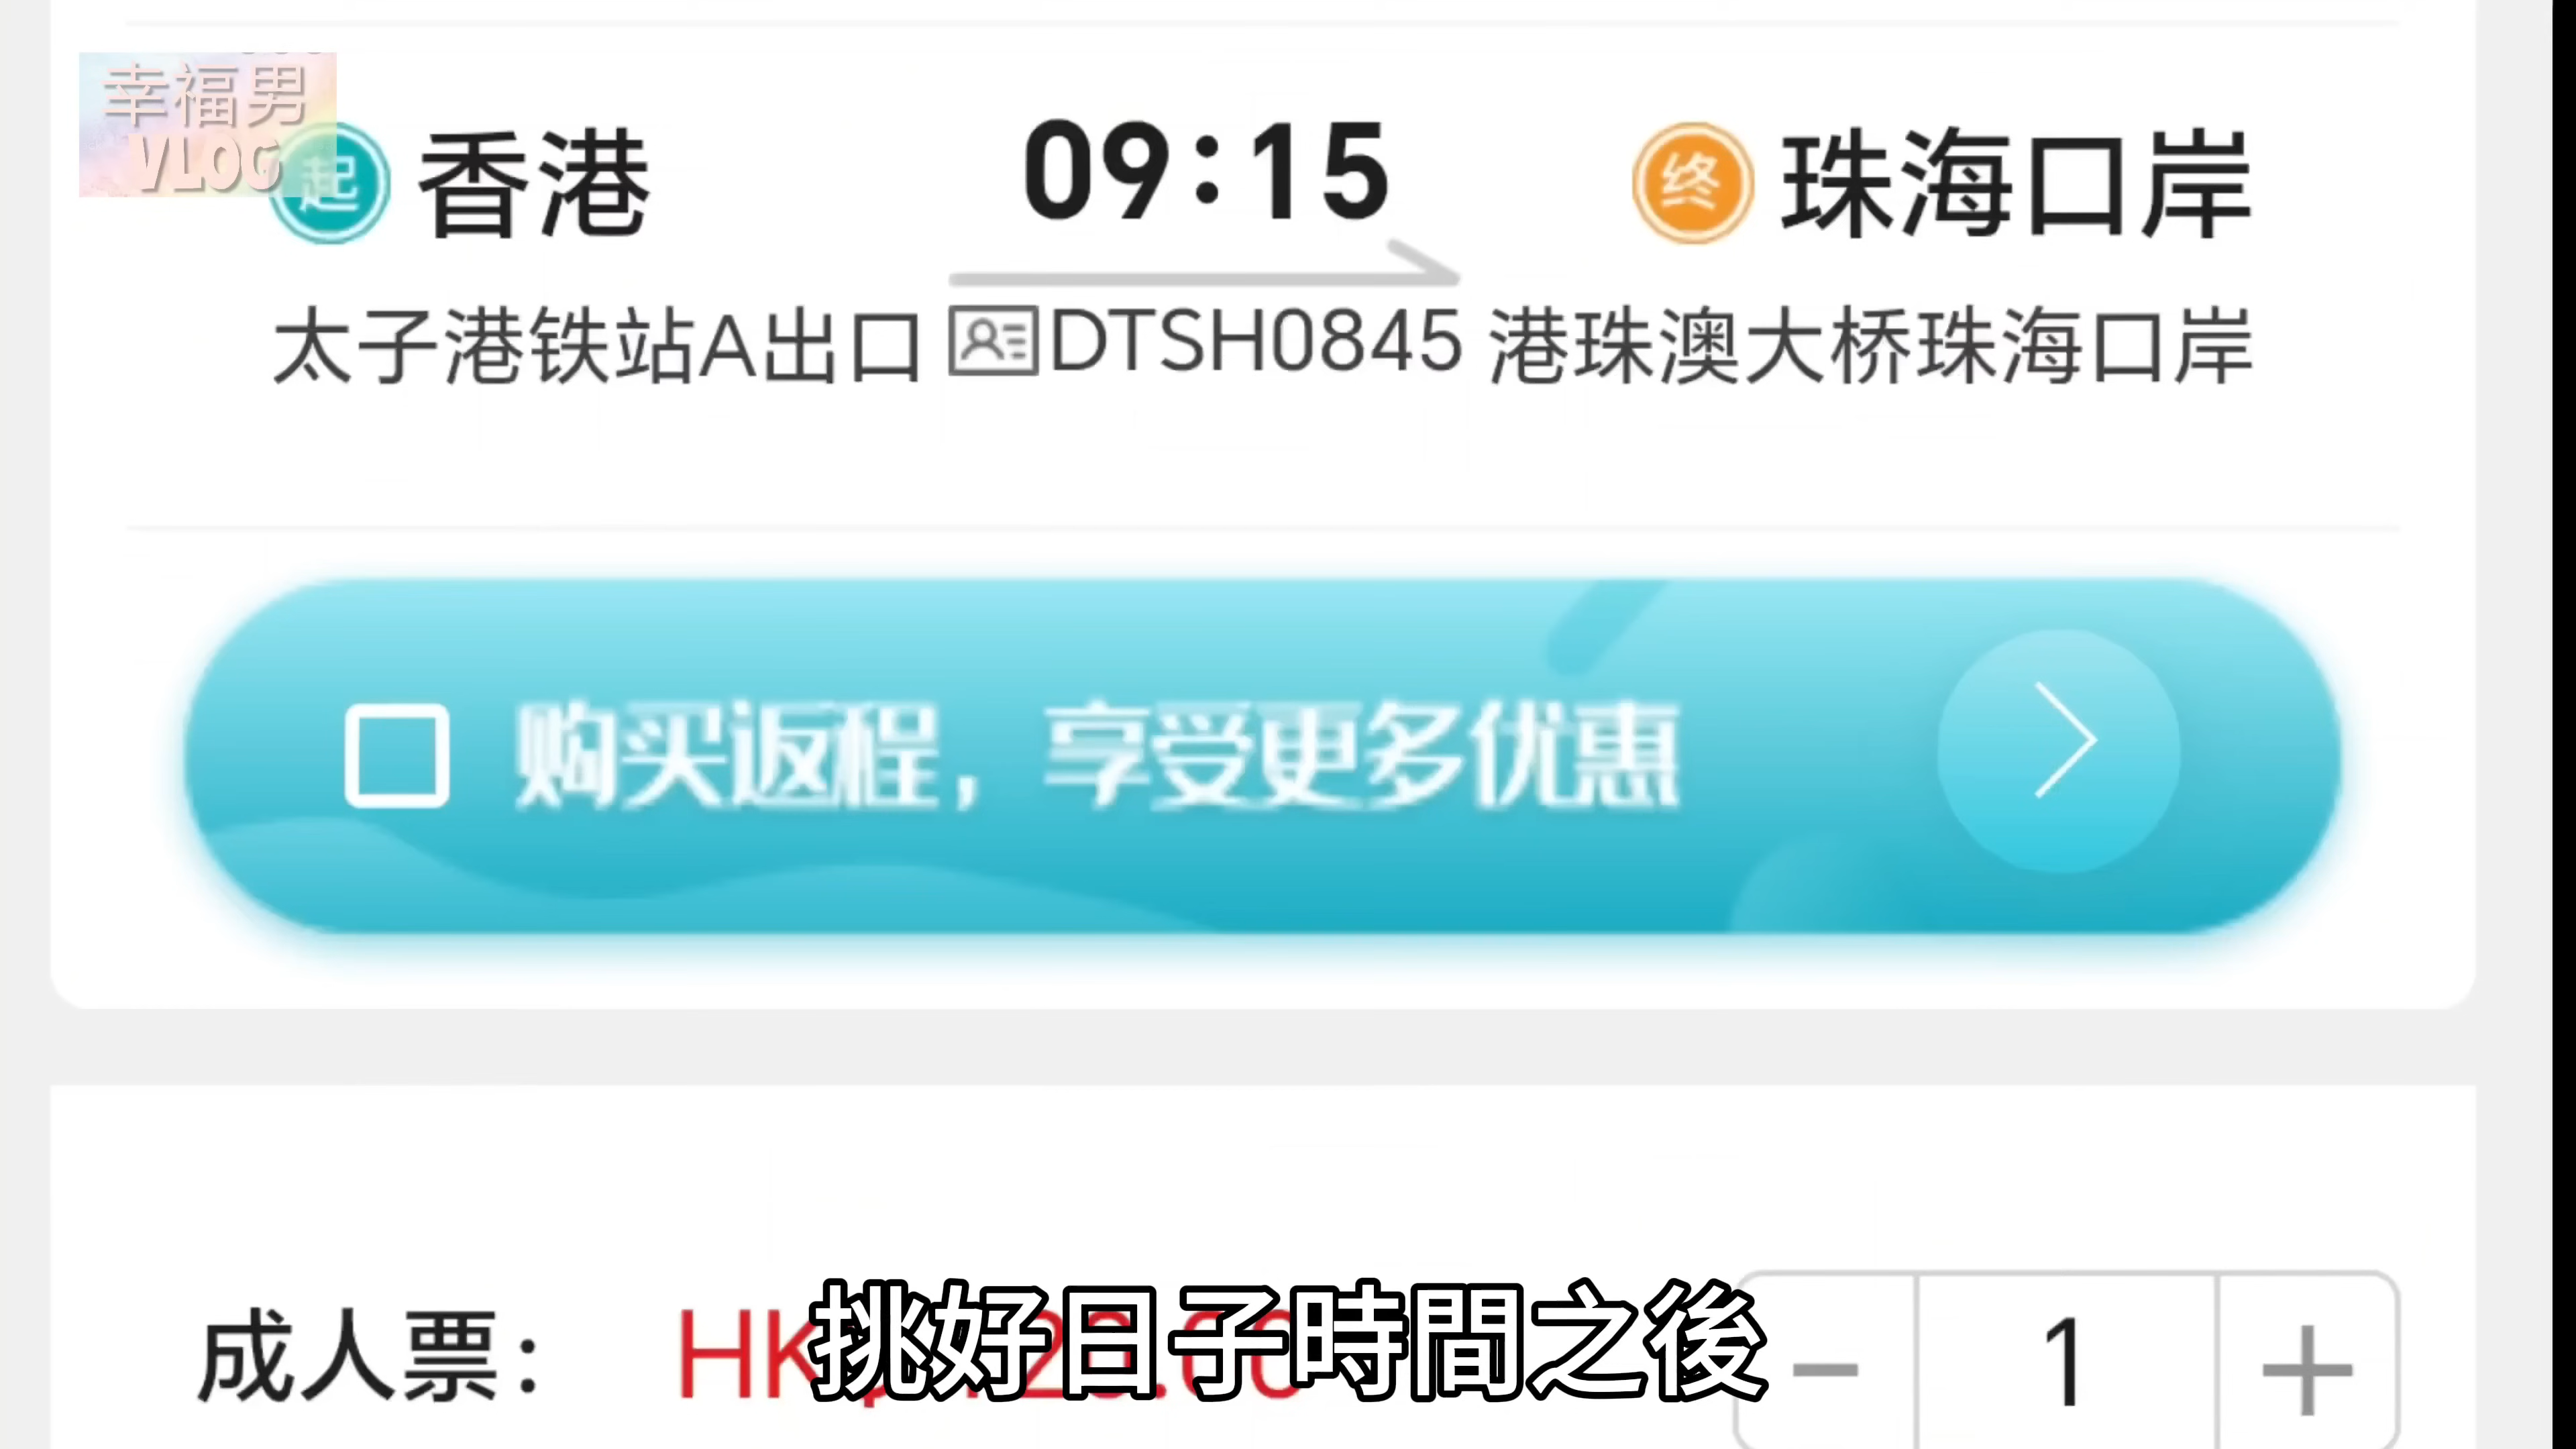 幸福男
VLOG
起 香港 09:15 终 珠海口岸
太子港铁站A出口 DTSH0845 港珠澳大桥珠海口岸
购买返程，享受更多优惠
成人票： 1
挑好日子時間之後